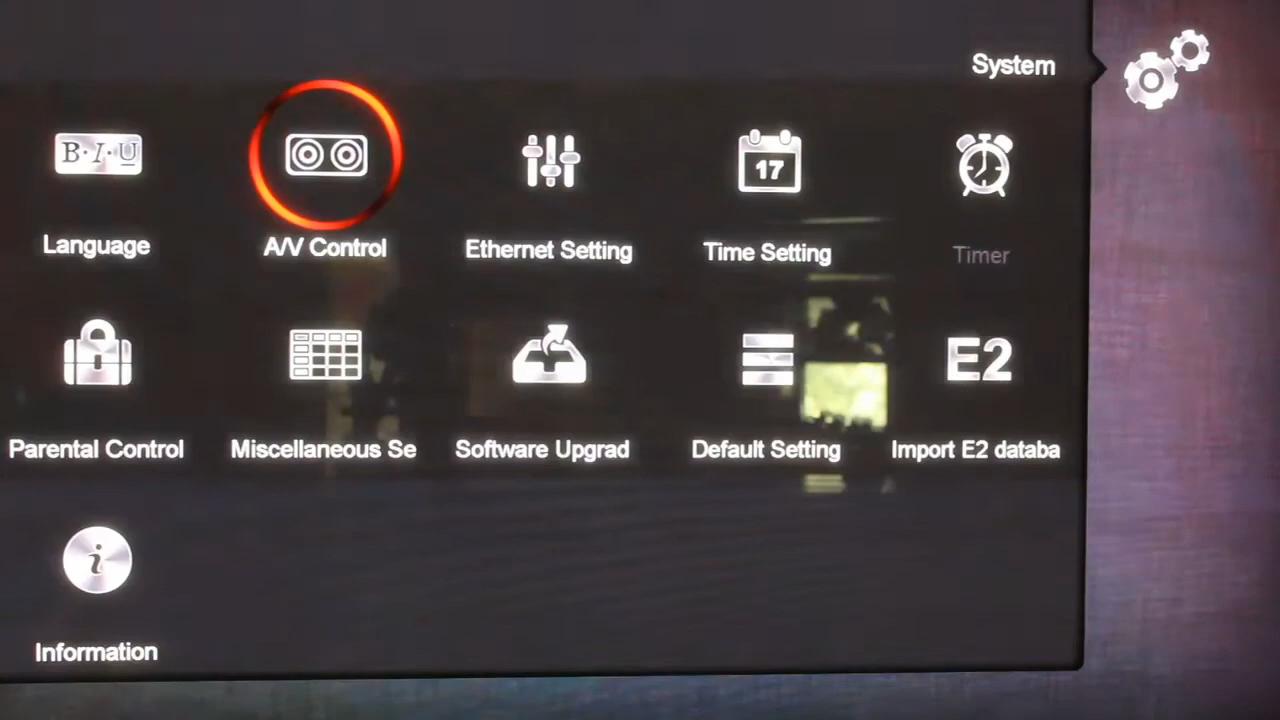 System
B·I·U
17
Language
A/V Control
Ethernet Setting
Time Setting
Timer
E2
Parental Control
Miscellaneous Se
Software Upgrad
Default Setting
Import E2 databa
i
Information